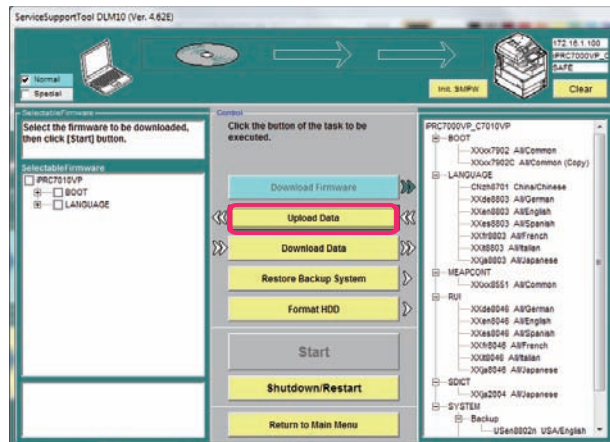 ServiceSupportTool DLM10 (Ver. 4.62E)
172.16.1.100
iPRC7000VP_C
SAFE
Normal
Special
Init. SMPW
Clear
SelectableFirmware
Select the firmware to be downloaded,
then click [Start] button.
SelectableFirmware
iPRC7010VP
BOOT
LANGUAGE
Control
Click the button of the task to be
executed.
Download Firmware
Upload Data
Download Data
Restore Backup System
Format HDD
Start
Shutdown/Restart
Return to Main Menu
iPRC7000VP_C7010VP
BOOT
XXxx7902 All/Common
XXxx7902C All/Common (Copy)
LANGUAGE
CNzh8701 China/Chinese
XXde8803 All/German
XXen8803 All/English
XXes8803 All/Spanish
XXfr8803 All/French
XXit8803 All/Italian
XXja8803 All/Japanese
MEAPCONT
XXxx8551 All/Common
RUI
XXde8046 All/German
XXen8046 All/English
XXes8046 All/Spanish
XXfr8046 All/French
XXit8046 All/Italian
XXja8046 All/Japanese
SDICT
XXja2004 All/Japanese
SYSTEM
Backup
USen8802n USA/English